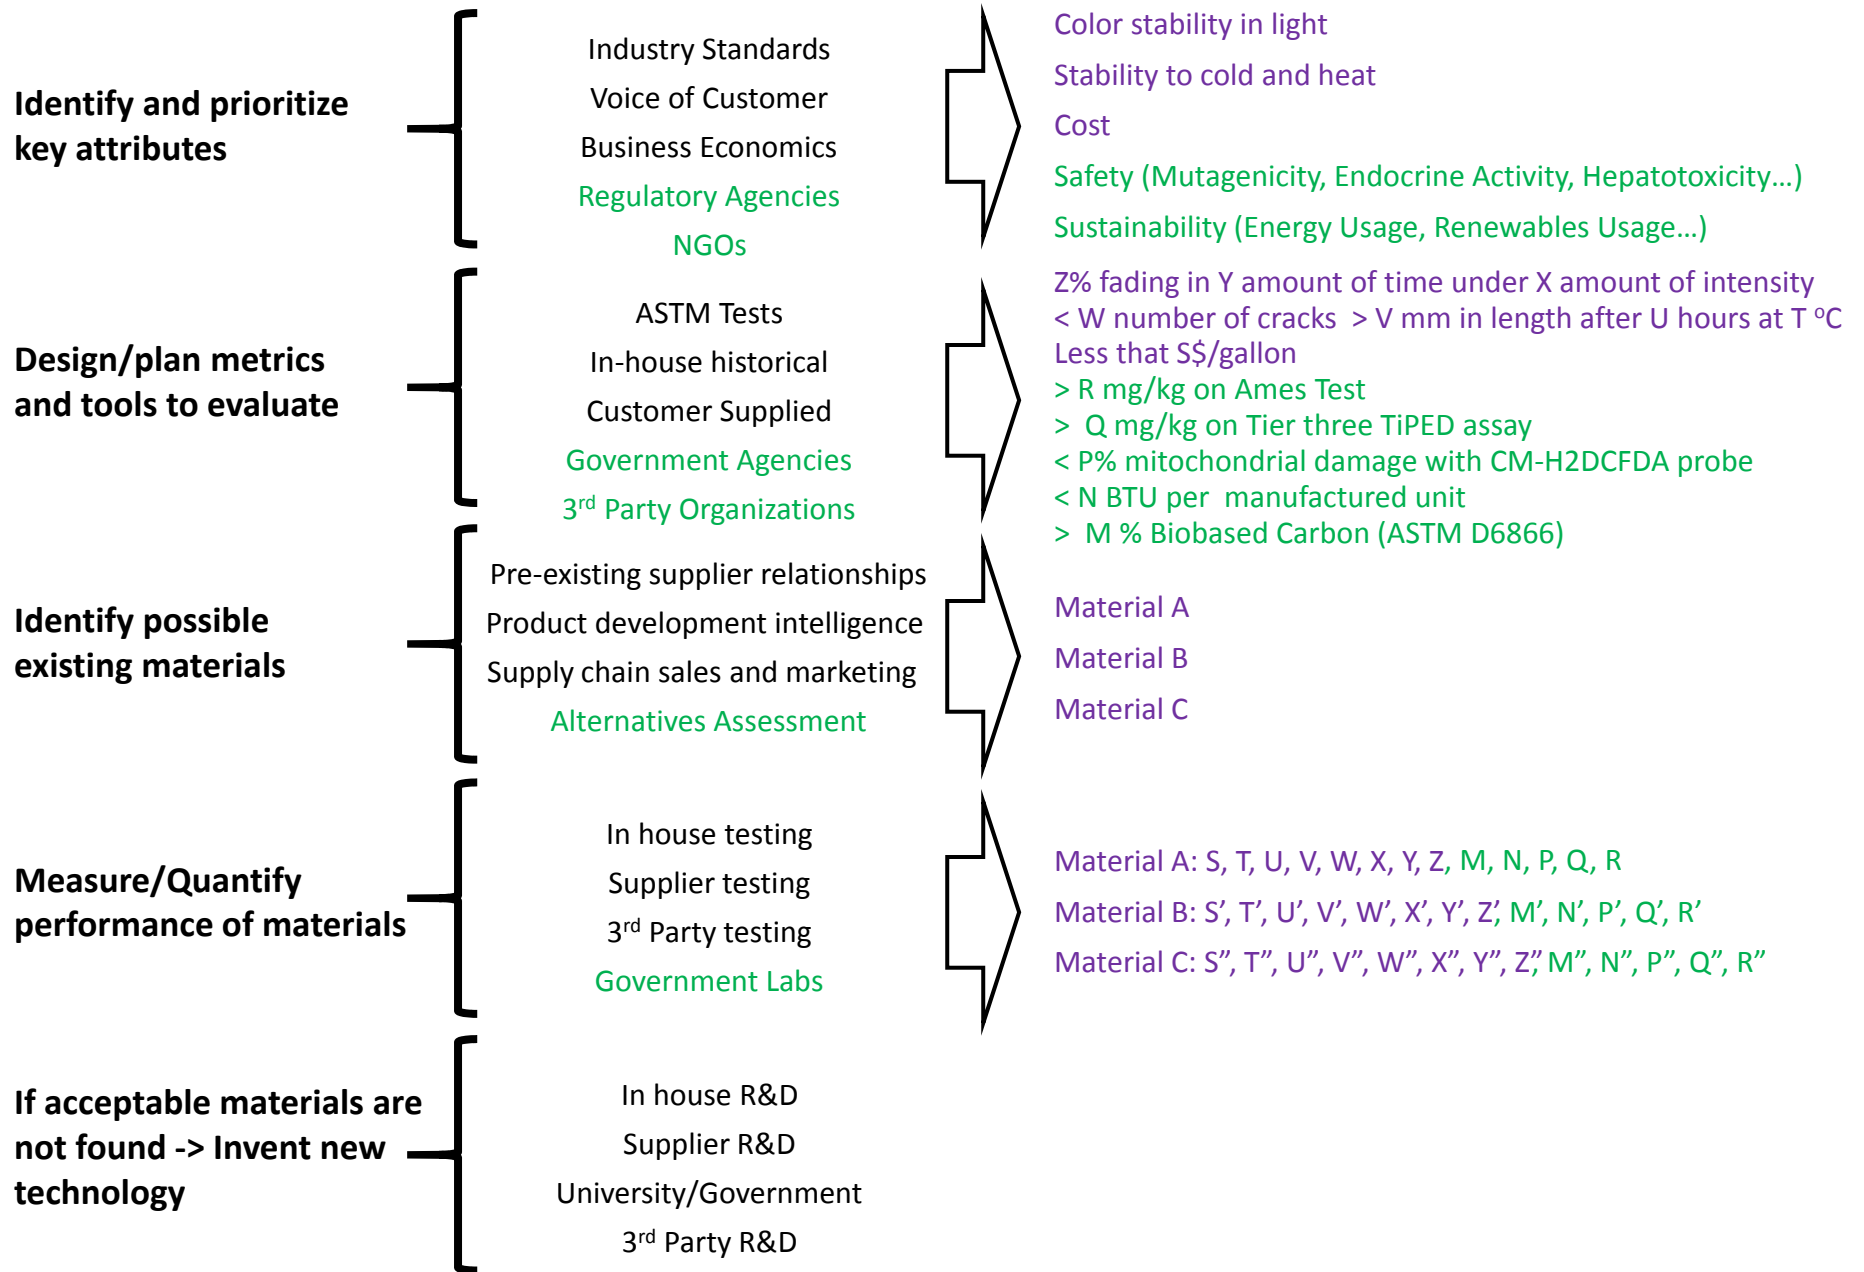 Identify and prioritize
key attributes
Industry Standards
Voice of Customer
Business Economics
Regulatory Agencies
NGOs
Color stability in light
Stability to cold and heat
Cost
Safety (Mutagenicity, Endocrine Activity, Hepatotoxicity…)
Sustainability (Energy Usage, Renewables Usage…)
Design/plan metrics
and tools to evaluate
ASTM Tests
In-house historical
Customer Supplied
Government Agencies
3rd Party Organizations
Z% fading in Y amount of time under X amount of intensity
< W number of cracks > V mm in length after U hours at T °C
Less that S$/gallon
> R mg/kg on Ames Test
> Q mg/kg on Tier three TiPED assay
< P% mitochondrial damage with CM-H2DCFDA probe
< N BTU per manufactured unit
> M % Biobased Carbon (ASTM D6866)
Identify possible
existing materials
Pre-existing supplier relationships
Product development intelligence
Supply chain sales and marketing
Alternatives Assessment
Material A
Material B
Material C
Measure/Quantify
performance of materials
In house testing
Supplier testing
3rd Party testing
Government Labs
Material A: S, T, U, V, W, X, Y, Z, M, N, P, Q, R
Material B: S’, T’, U’, V’, W’, X’, Y’, Z’, M’, N’, P’, Q’, R’
Material C: S”, T”, U”, V”, W”, X”, Y”, Z”, M”, N”, P”, Q”, R”
If acceptable materials are
not found -> Invent new
technology
In house R&D
Supplier R&D
University/Government
3rd Party R&D